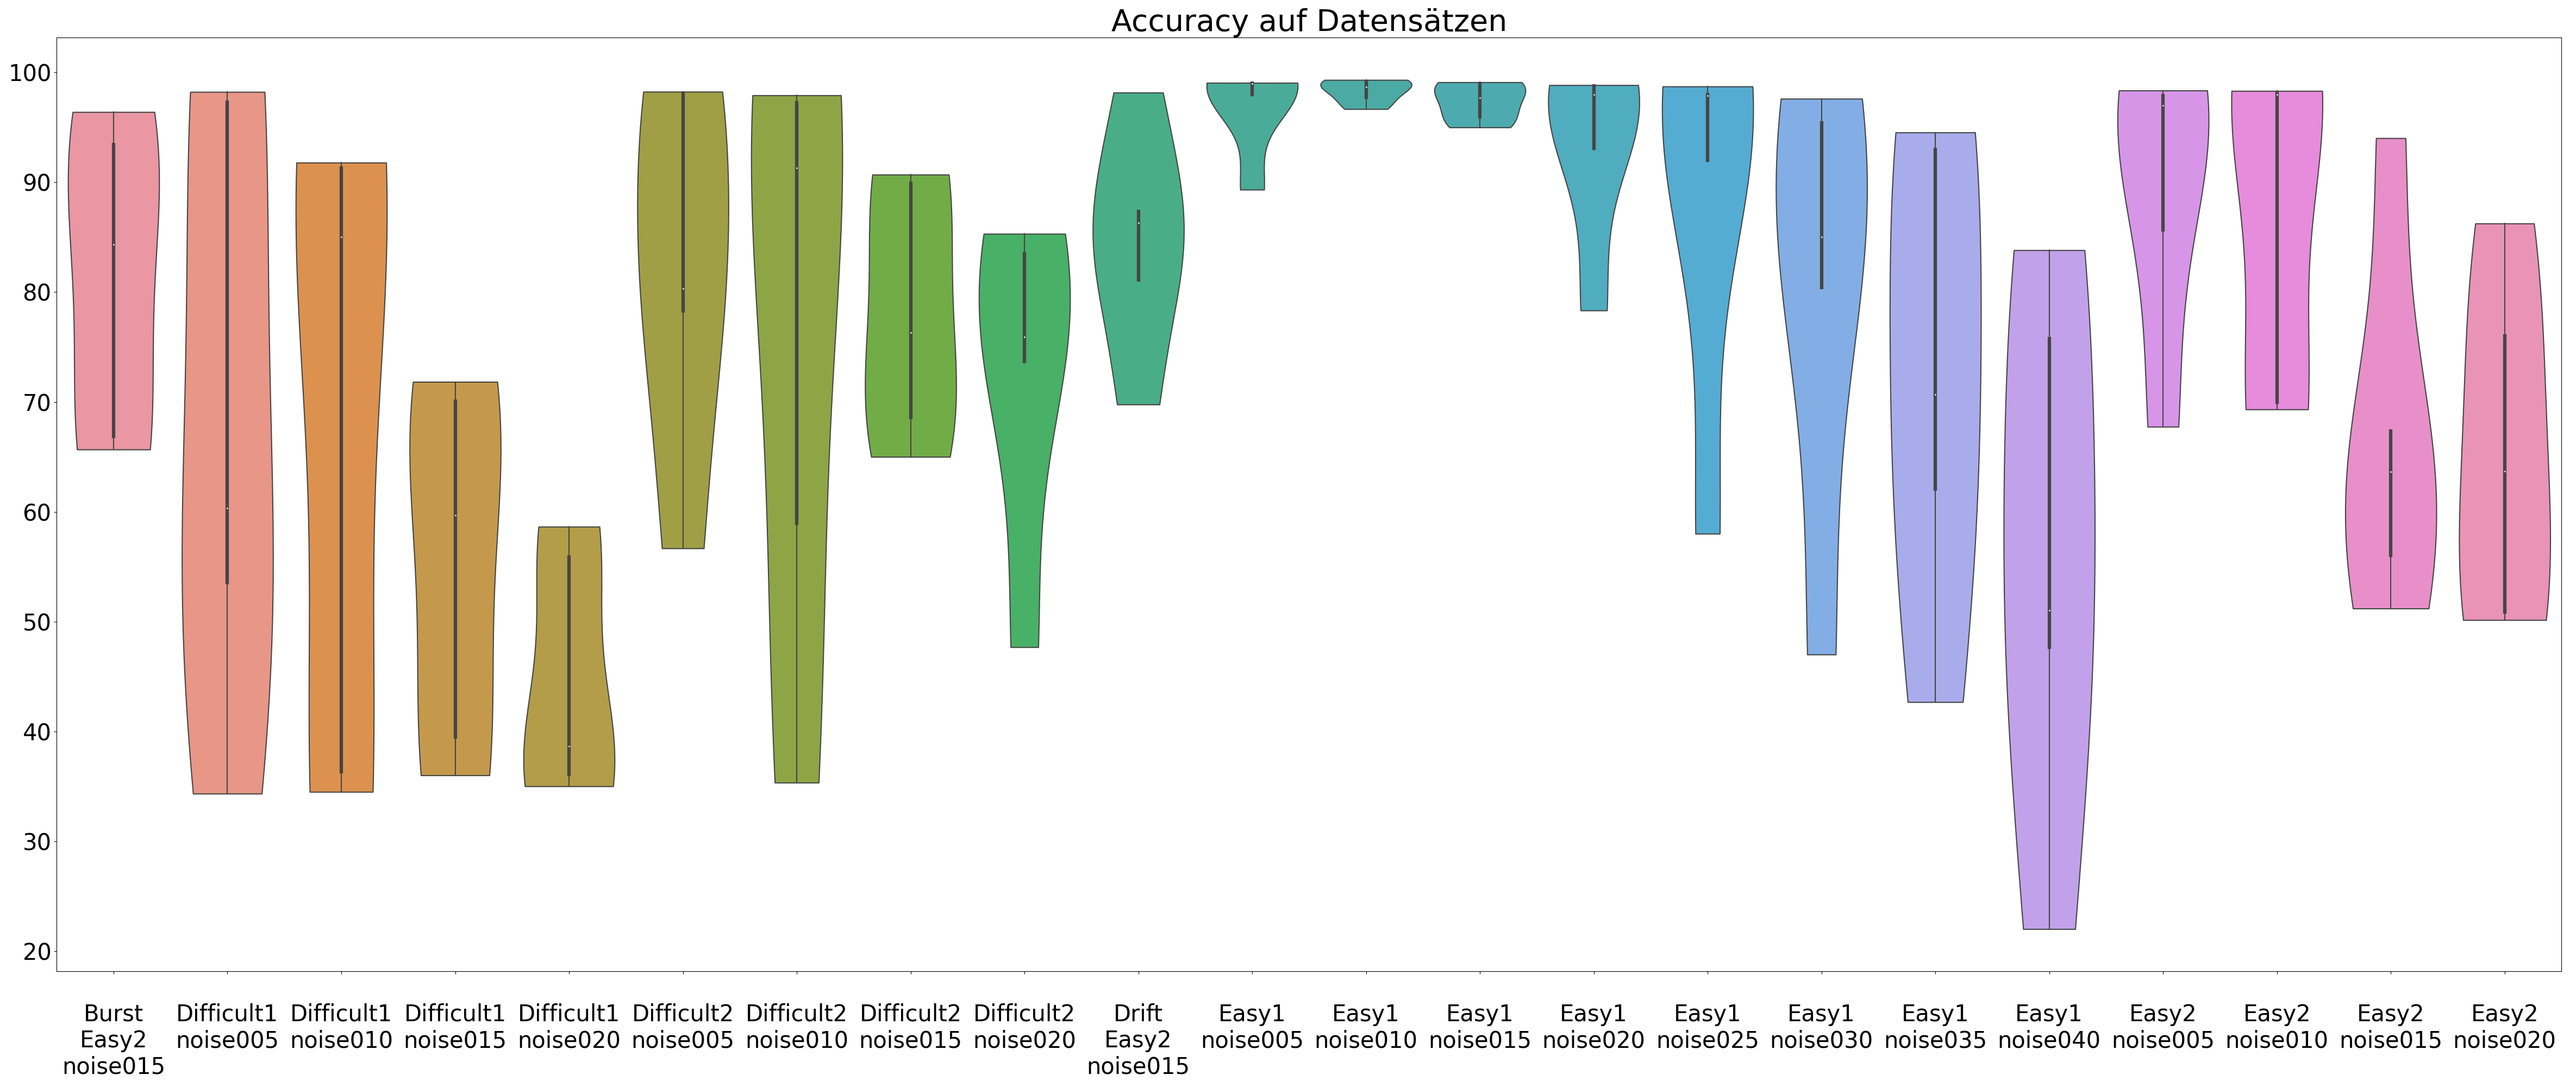 Accuracy auf Datensätzen
100
90
80
70
60
50
40
30
20
Burst
Easy2
noise015
Difficult1
noise005
Difficult1
noise010
Difficult1
noise015
Difficult1
noise020
Difficult2
noise005
Difficult2
noise010
Difficult2
noise015
Difficult2
noise020
Drift
Easy2
noise015
Easy1
noise005
Easy1
noise010
Easy1
noise015
Easy1
noise020
Easy1
noise025
Easy1
noise030
Easy1
noise035
Easy1
noise040
Easy2
noise005
Easy2
noise010
Easy2
noise015
Easy2
noise020